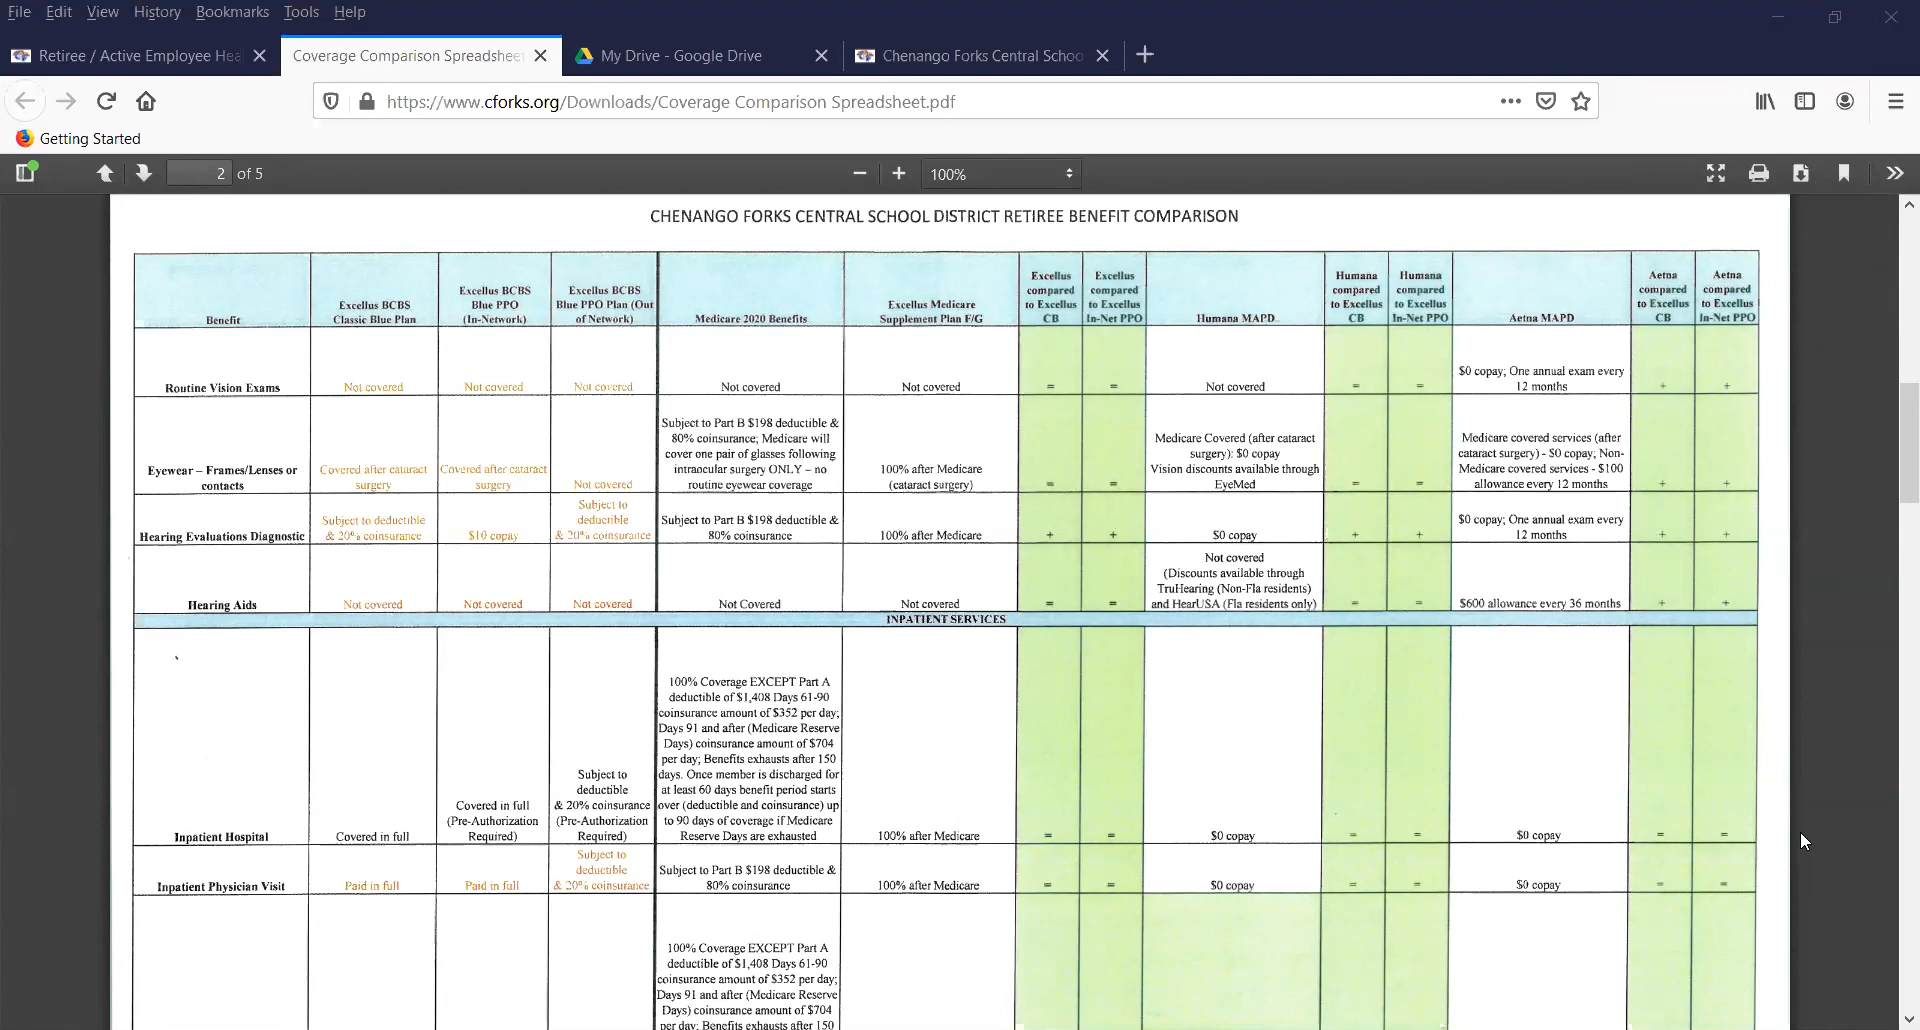 File Edit View History Bookmarks Tools Help
Retiree / Active Employee Hea
Coverage Comparison Spreadshee
My Drive - Google Drive
Chenango Forks Central Schoo
https://www.cforks.org/Downloads/Coverage Comparison Spreadsheet.pdf
Getting Started
2 of 5
100%
CHENANGO FORKS CENTRAL SCHOOL DISTRICT RETIREE BENEFIT COMPARISON
Benefit
Excellus BCBS
Classic Blue Plan
Excellus BCBS
Blue PPO
(In-Network)
Excellus BCBS
Blue PPO Plan (Out
of Network)
Medicare 2020 Benefits
Excellus Medicare
Supplement Plan F/G
Excellus
compared
to Excellus
CB
Excellus
compared
to Excellus
In-Net PPO
Humana MAPD
Humana
compared
to Excellus
CB
Humana
compared
to Excellus
In-Net PPO
Aetna MAPD
Aetna
compared
to Excellus
CB
Aetna
compared
to Excellus
In-Net PPO
Routine Vision Exams
Not covered
Not covered
Not covered
Not covered
Not covered
=
=
Not covered
=
=
$0 copay; One annual exam every
12 months
+
+
Eyewear – Frames/Lenses or
contacts
Covered after cataract
surgery
Covered after cataract
surgery
Not covered
Subject to Part B $198 deductible &
80% coinsurance; Medicare will
cover one pair of glasses following
intraocular surgery ONLY – no
routine eyewear coverage
100% after Medicare
(cataract surgery)
=
=
Medicare Covered (after cataract
surgery): $0 copay
Vision discounts available through
EyeMed
=
=
Medicare covered services (after
cataract surgery) - $0 copay; Non-
Medicare covered services - $100
allowance every 12 months
+
+
Hearing Evaluations Diagnostic
Subject to deductible
& 20% coinsurance
$10 copay
Subject to
deductible
& 20% coinsurance
Subject to Part B $198 deductible &
80% coinsurance
100% after Medicare
+
+
$0 copay
+
+
$0 copay; One annual exam every
12 months
+
+
Hearing Aids
Not covered
Not covered
Not covered
Not Covered
Not covered
=
=
Not covered
(Discounts available through
TruHearing (Non-Fla residents)
and HearUSA (Fla residents only)
=
=
$600 allowance every 36 months
+
+
INPATIENT SERVICES
Inpatient Hospital
Covered in full
Covered in full
(Pre-Authorization
Required)
Subject to
deductible
& 20% coinsurance
(Pre-Authorization
Required)
100% Coverage EXCEPT Part A
deductible of $1,408 Days 61-90
coinsurance amount of $352 per day;
Days 91 and after (Medicare Reserve
Days) coinsurance amount of $704
per day; Benefits exhausts after 150
days. Once member is discharged for
at least 60 days benefit period starts
over (deductible and coinsurance) up
to 90 days of coverage if Medicare
Reserve Days are exhausted
100% after Medicare
=
=
$0 copay
=
=
$0 copay
=
=
Inpatient Physician Visit
Paid in full
Paid in full
Subject to
deductible
& 20% coinsurance
Subject to Part B $198 deductible &
80% coinsurance
100% after Medicare
=
=
$0 copay
=
=
$0 copay
=
=
100% Coverage EXCEPT Part A
deductible of $1,408 Days 61-90
coinsurance amount of $352 per day;
Days 91 and after (Medicare Reserve
Days) coinsurance amount of $704
per day; Benefits exhausts after 150